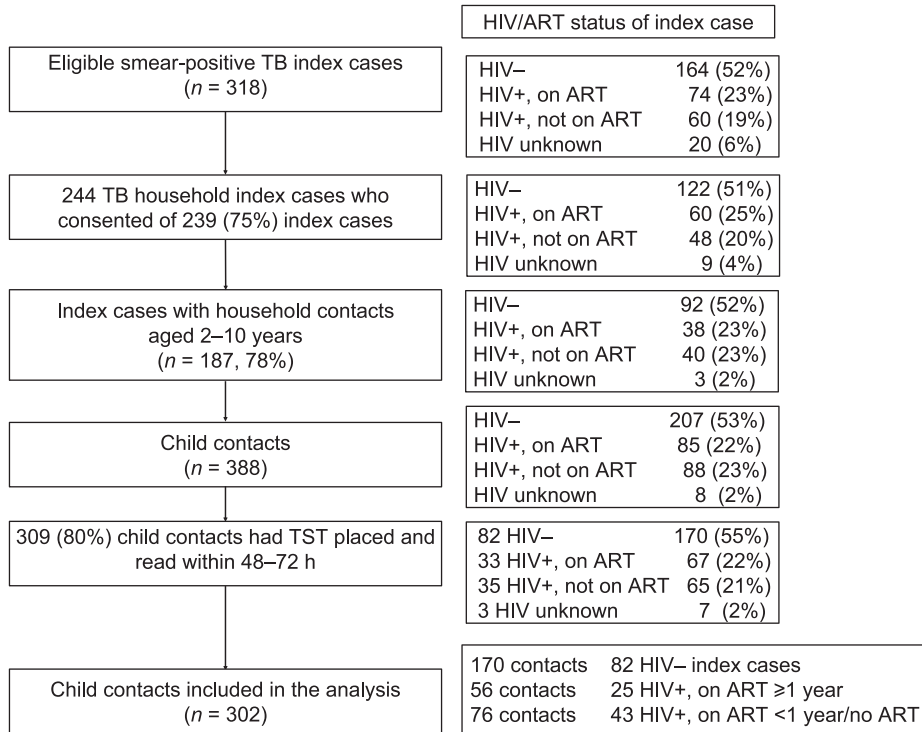 HIV/ART status of index case
Eligible smear-positive TB index cases
(n = 318)
HIV– 164 (52%)
HIV+, on ART 74 (23%)
HIV+, not on ART 60 (19%)
HIV unknown 20 (6%)
244 TB household index cases who
consented of 239 (75%) index cases
HIV– 122 (51%)
HIV+, on ART 60 (25%)
HIV+, not on ART 48 (20%)
HIV unknown 9 (4%)
Index cases with household contacts
aged 2–10 years
(n = 187, 78%)
HIV– 92 (52%)
HIV+, on ART 38 (23%)
HIV+, not on ART 40 (23%)
HIV unknown 3 (2%)
Child contacts
(n = 388)
HIV– 207 (53%)
HIV+, on ART 85 (22%)
HIV+, not on ART 88 (23%)
HIV unknown 8 (2%)
309 (80%) child contacts had TST placed and
read within 48–72 h
82 HIV– 170 (55%)
33 HIV+, on ART 67 (22%)
35 HIV+, not on ART 65 (21%)
3 HIV unknown 7 (2%)
Child contacts included in the analysis
(n = 302)
170 contacts 82 HIV– index cases
56 contacts 25 HIV+, on ART ⩾1 year
76 contacts 43 HIV+, on ART <1 year/no ART